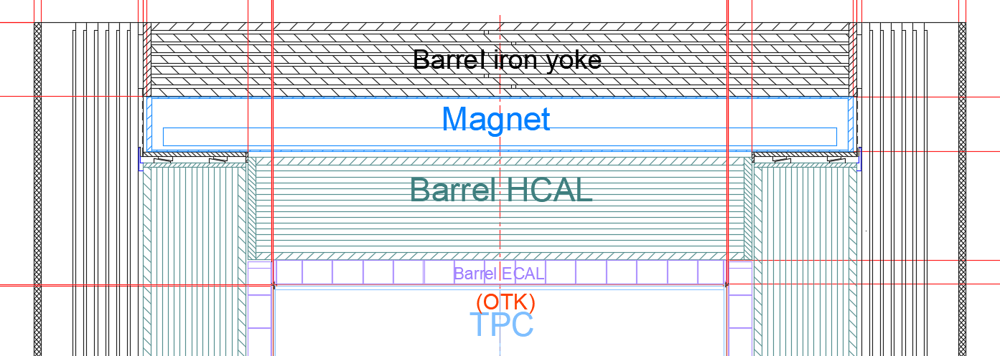 Barrel iron yoke
Magnet
Barrel HCAL
Barrel ECAL
(OTK)
TPC